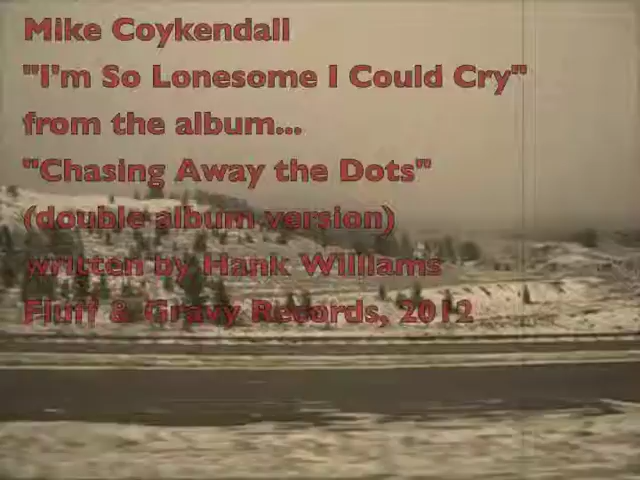 Mike Coykendall
"I'm So Lonesome I Could Cry"
from the album...
"Chasing Away the Dots"
(double album version)
written by Hank Williams
Fluff & Gravy Records, 2012